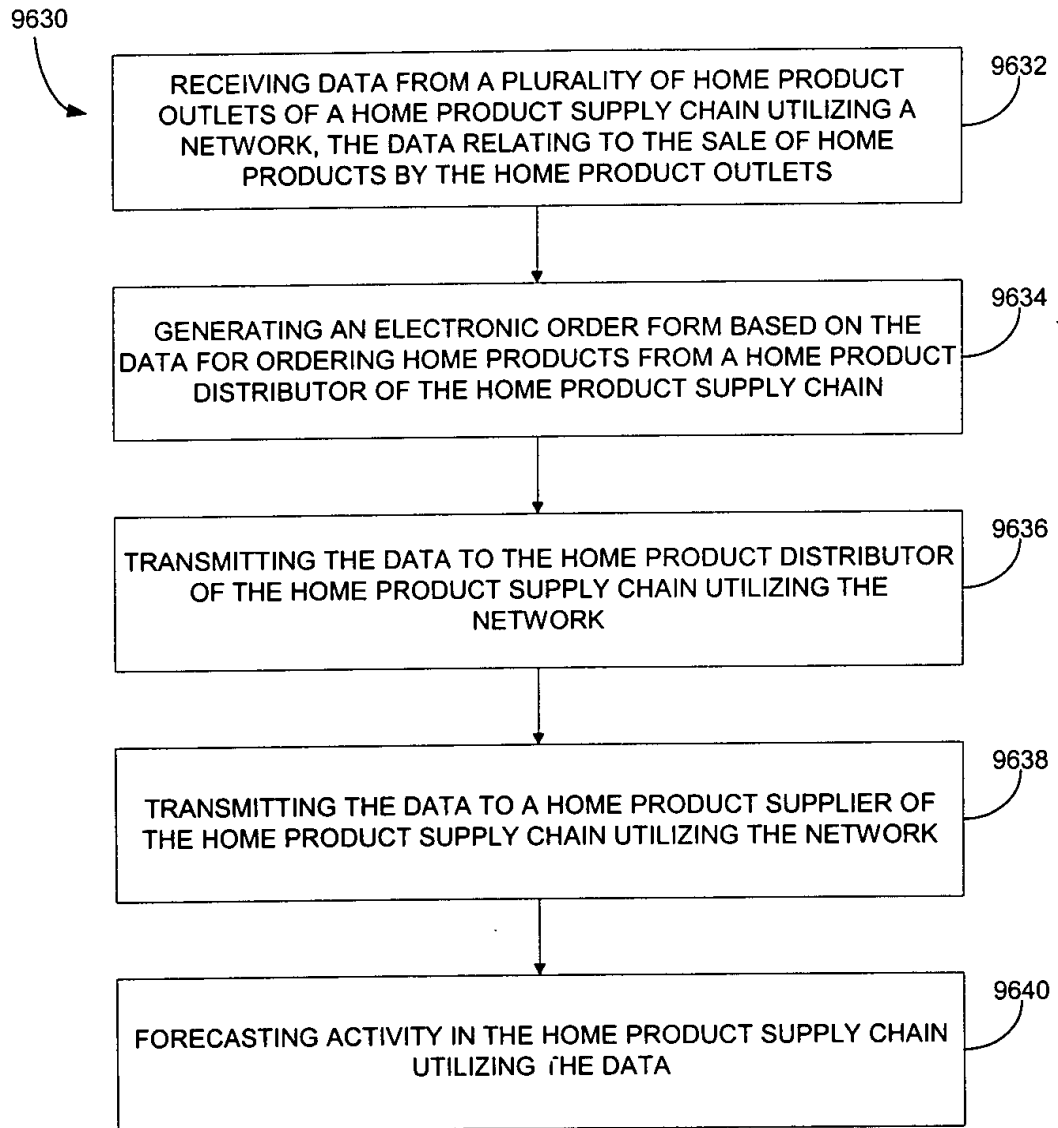 9630
RECEIVING DATA FROM A PLURALITY OF HOME PRODUCT
OUTLETS OF A HOME PRODUCT SUPPLY CHAIN UTILIZING A
NETWORK, THE DATA RELATING TO THE SALE OF HOME
PRODUCTS BY THE HOME PRODUCT OUTLETS
9632
GENERATING AN ELECTRONIC ORDER FORM BASED ON THE
DATA FOR ORDERING HOME PRODUCTS FROM A HOME PRODUCT
DISTRIBUTOR OF THE HOME PRODUCT SUPPLY CHAIN
9634
TRANSMITTING THE DATA TO THE HOME PRODUCT DISTRIBUTOR
OF THE HOME PRODUCT SUPPLY CHAIN UTILIZING THE
NETWORK
9636
TRANSMITTING THE DATA TO A HOME PRODUCT SUPPLIER OF
THE HOME PRODUCT SUPPLY CHAIN UTILIZING THE NETWORK
9638
FORECASTING ACTIVITY IN THE HOME PRODUCT SUPPLY CHAIN
UTILIZING THE DATA
9640